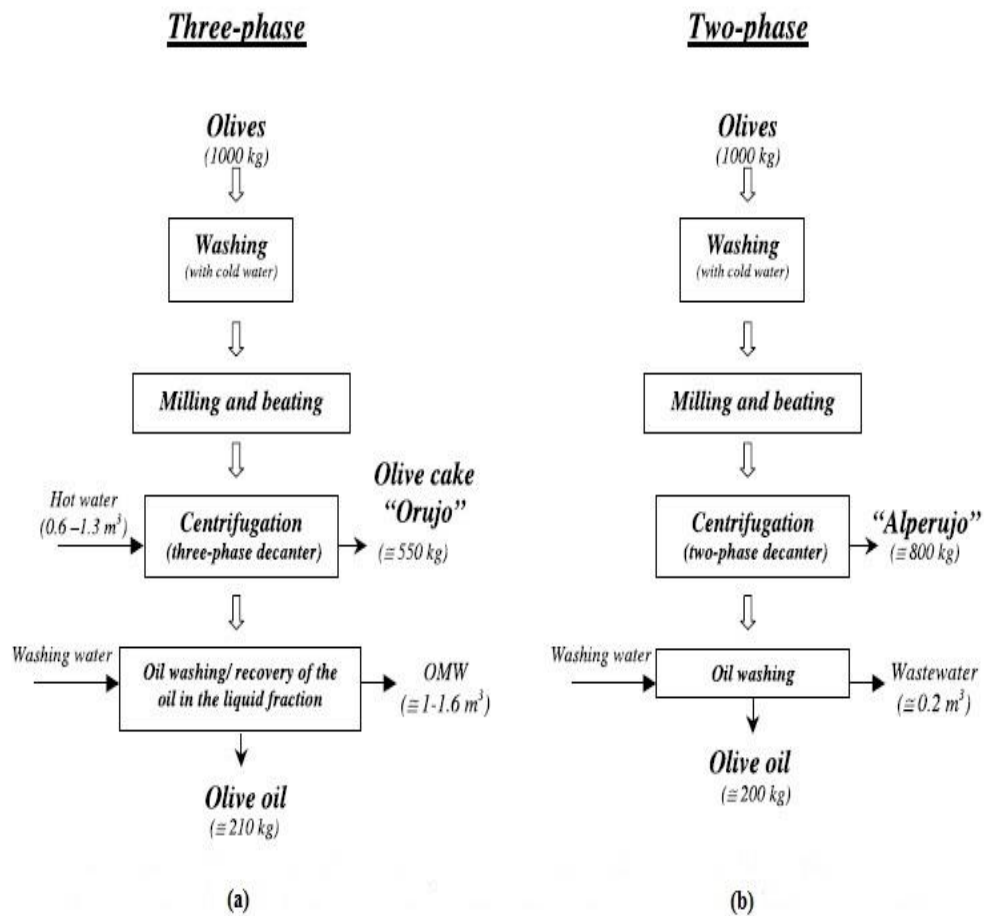 Three-phase
Olives
(1000 kg)
Washing
(with cold water)
Milling and beating
Hot water
(0.6 –1.3 m³)
Centrifugation
(three-phase decanter)
Olive cake
“Orujo”
(≅550 kg)
Washing water
Oil washing/ recovery of the
oil in the liquid fraction
OMW
(≅1-1.6 m³)
Olive oil
(≅210 kg)
(a)
Two-phase
Olives
(1000 kg)
Washing
(with cold water)
Milling and beating
Centrifugation
(two-phase decanter)
“Alperujo”
(≅800 kg)
Washing water
Oil washing
Wastewater
(≅0.2 m³)
Olive oil
(≅200 kg)
(b)